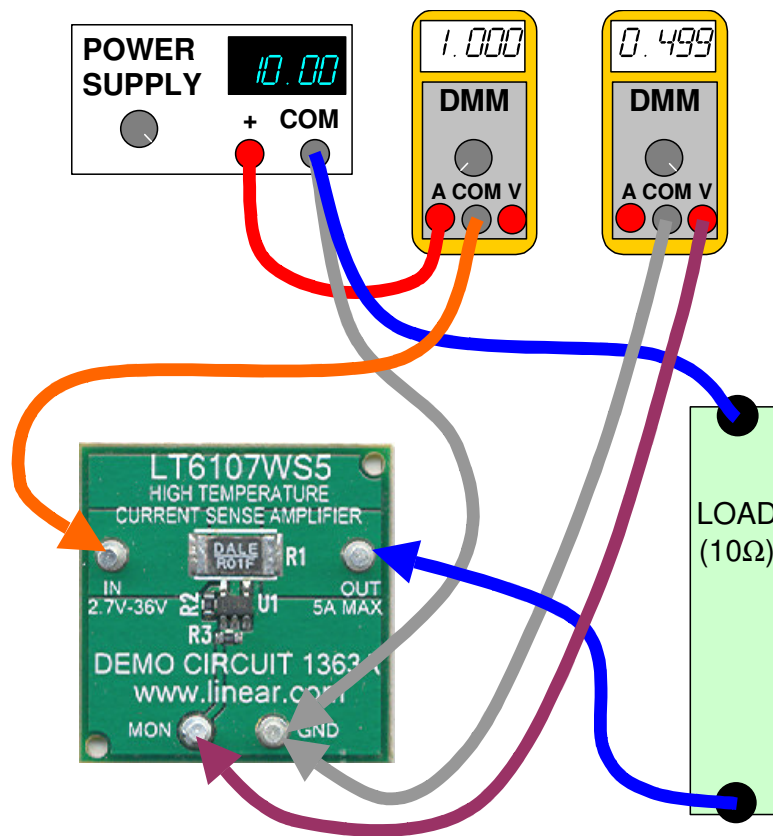 POWER
SUPPLY
10.00
+ COM
1.000
DMM
A COM V
0.499
DMM
A COM V
LT6107WS5
HIGH TEMPERATURE
CURRENT SENSE AMPLIFIER
DALE
R01F
R1
IN
2.7V-36V
R2
U1
OUT
5A MAX
R3
DEMO CIRCUIT 1363A
www.linear.com
MON
GND
LOAD
(10Ω)